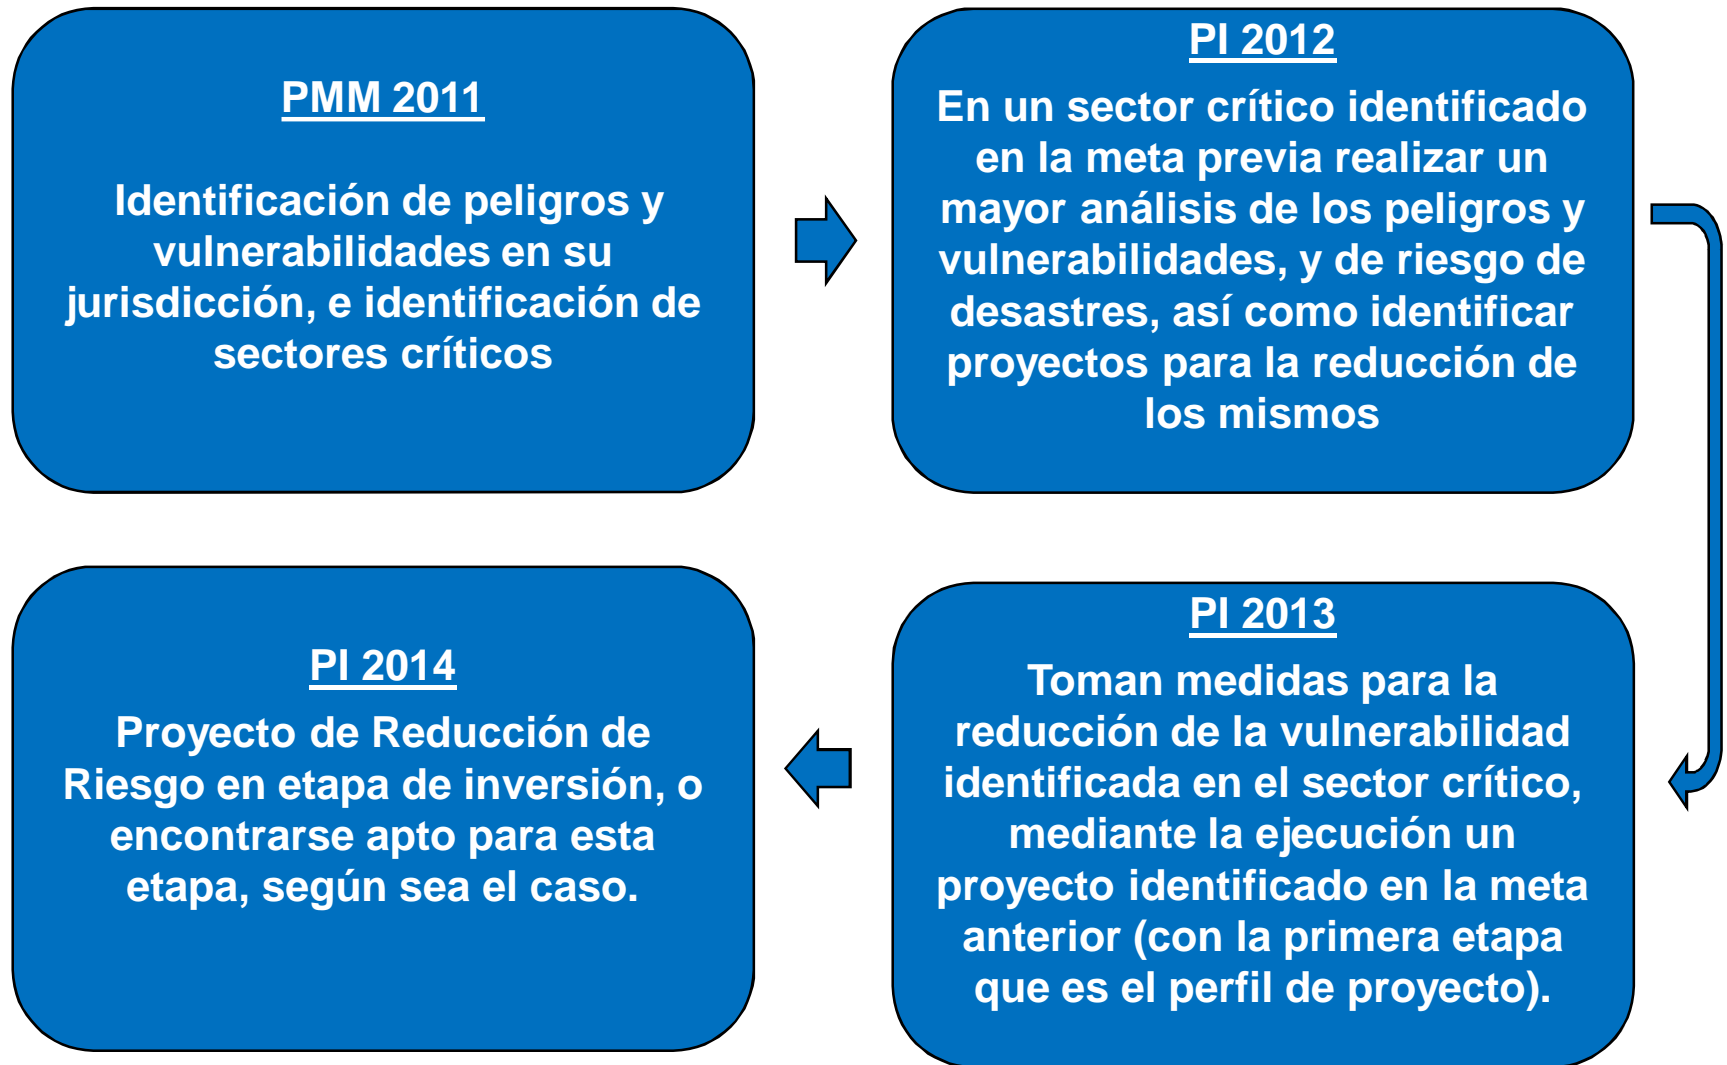 PMM 2011
Identificación de peligros y
vulnerabilidades en su
jurisdicción, e identificación de
sectores críticos
PI 2012
En un sector crítico identificado
en la meta previa realizar un
mayor análisis de los peligros y
vulnerabilidades, y de riesgo de
desastres, así como identificar
proyectos para la reducción de
los mismos
PI 2013
Toman medidas para la
reducción de la vulnerabilidad
identificada en el sector crítico,
mediante la ejecución un
proyecto identificado en la meta
anterior (con la primera etapa
que es el perfil de proyecto).
PI 2014
Proyecto de Reducción de
Riesgo en etapa de inversión, o
encontrarse apto para esta
etapa, según sea el caso.